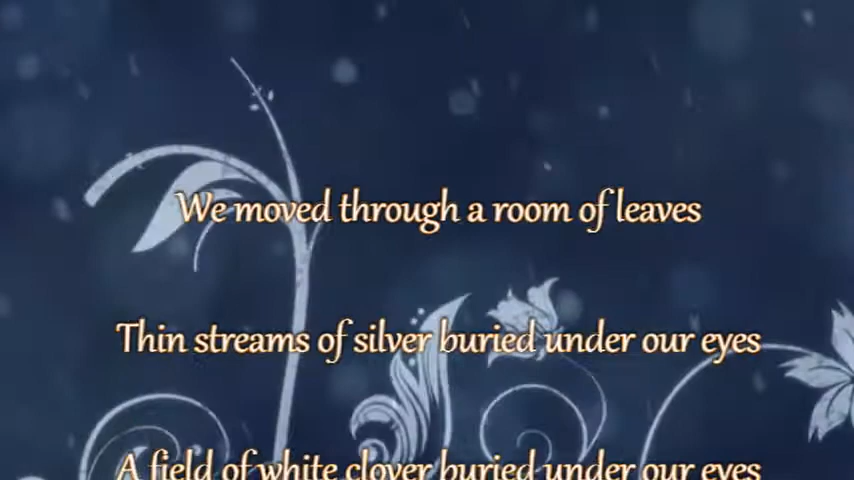 We moved through a room of leaves
Thin streams of silver buried under our eyes
A field of white clover buried under our eyes